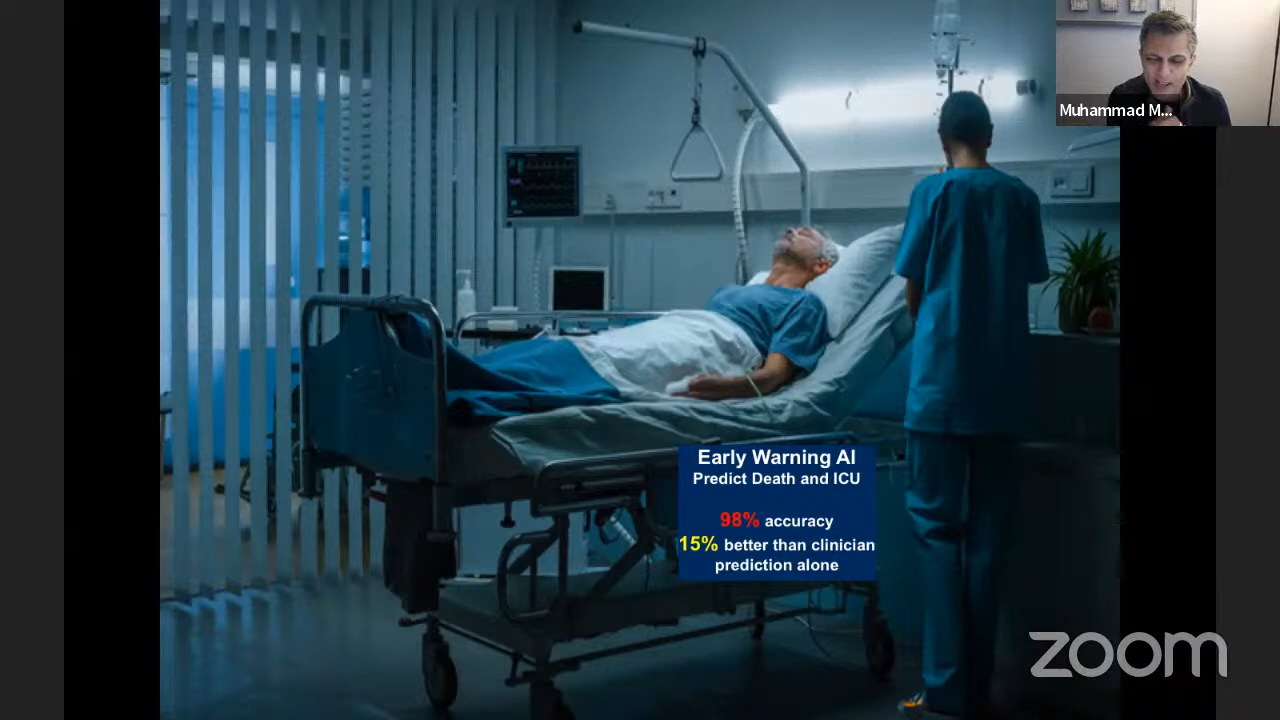 Muhammad M...
Early Warning AI
Predict Death and ICU
98% accuracy
15% better than clinician
prediction alone
zoom